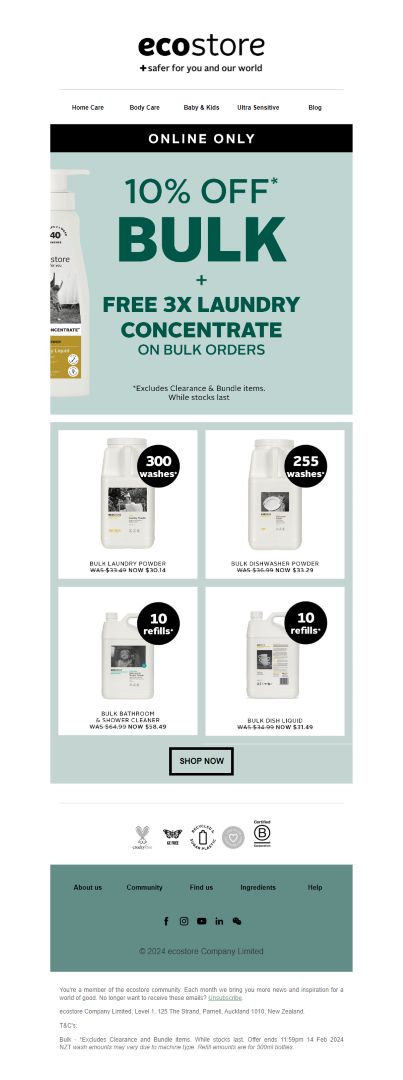 ecostore
+safer for you and our world
Home Care Body Care Baby & Kids Ultra Sensitive Blog
ONLINE ONLY
10% OFF*
BULK
+
FREE 3X LAUNDRY
CONCENTRATE
ON BULK ORDERS
*Excludes Clearance & Bundle items.
While stocks last
40
store
ONCENTRATE
y Liquid
300
washes*
BULK LAUNDRY POWDER
WAS $33.49 NOW $30.14
255
washes*
BULK DISHWASHER POWDER
WAS $36.99 NOW $33.29
10
refills*
BULK BATHROOM
& SHOWER CLEANER
WAS $64.99 NOW $58.49
10
refills*
BULK DISH LIQUID
WAS $34.99 NOW $31.49
SHOP NOW
crueltyfree
GE FREE
RECYCLED &
SUGAR PLASTIC
Certified
B
Corporation
About us Community Find us Ingredients Help
© 2024 ecostore Company Limited
You're a member of the ecostore community. Each month we bring you more news and inspiration for a
world of good. No longer want to receive these emails? Unsubscribe.
ecostore Company Limited, Level 1, 125 The Strand, Parnell, Auckland 1010, New Zealand.
T&C's:
Bulk - *Excludes Clearance and Bundle items. While stocks last. Offer ends 11:59pm 14 Feb 2024
NZT wash amounts may vary due to machine type. Refill amounts are for 500ml bottles.